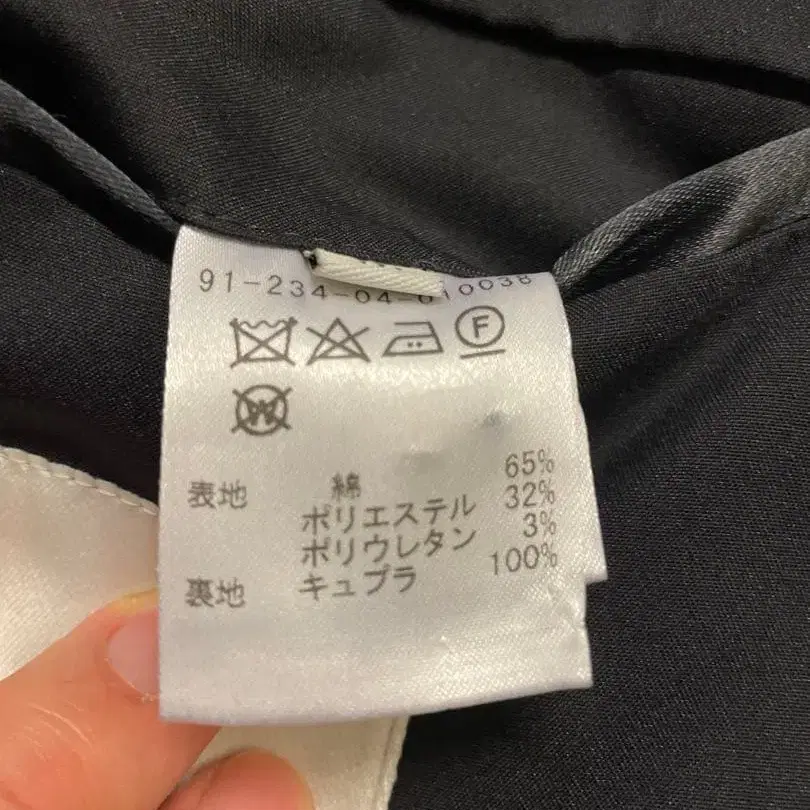 91-234-04-010038
F
W
表地 綿 65%
ポリエステル 32%
ポリウレタン 3%
裏地 キュプラ 100%